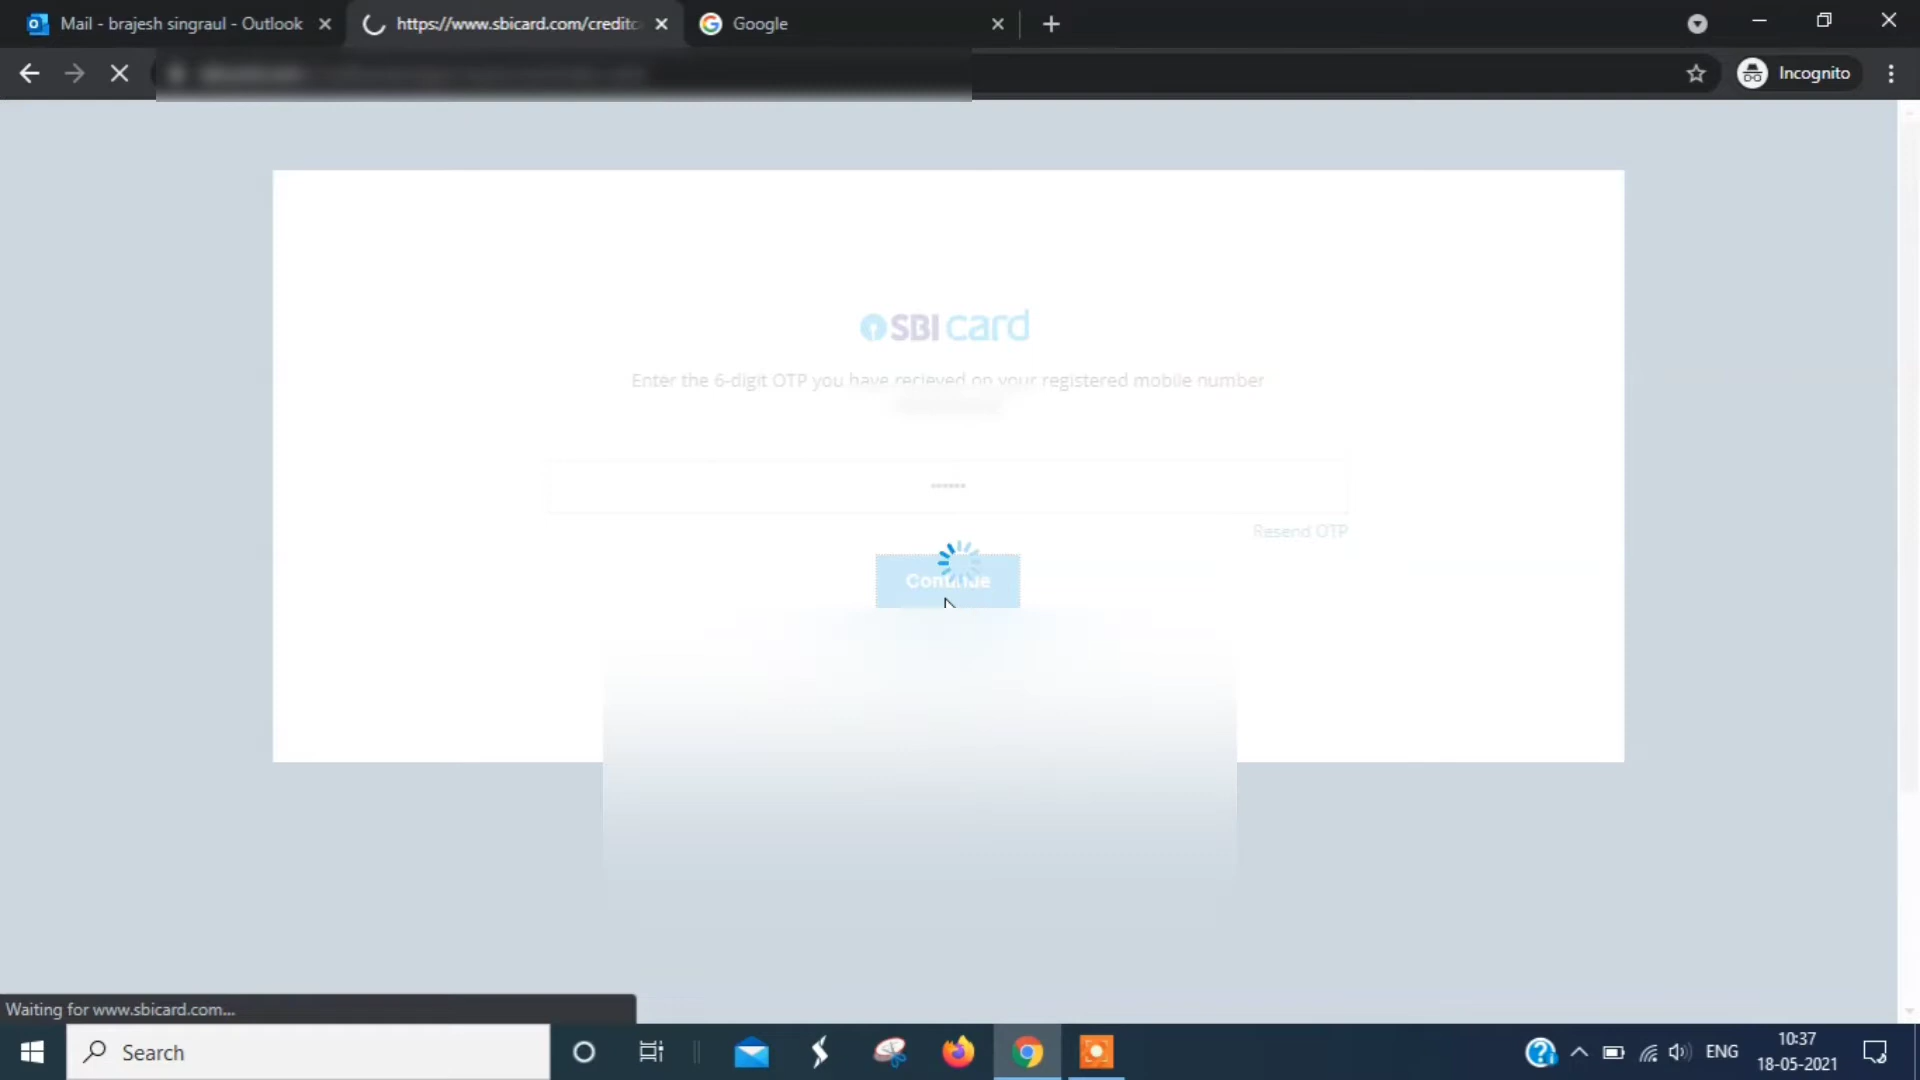 Mail - brajesh singraul - Outlook
https://www.sbicard.com/creditc
Google
Incognito
SBI card
Enter the 6-digit OTP you have recieved on your registered mobile number
Resend OTP
Continue
Waiting for www.sbicard.com...
Search
ENG
10:37
18-05-2021